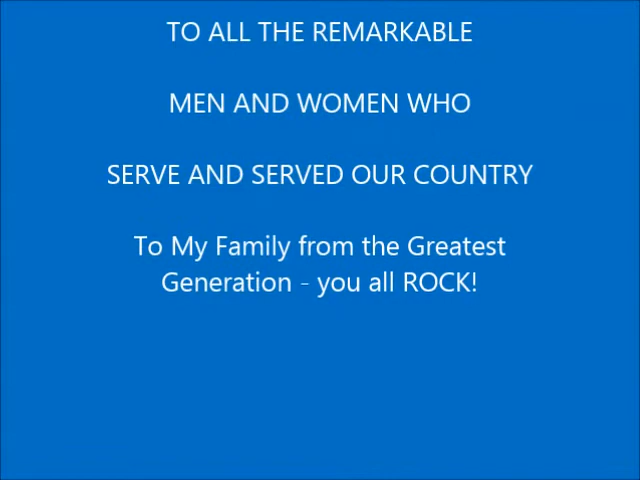 TO ALL THE REMARKABLE
MEN AND WOMEN WHO
SERVE AND SERVED OUR COUNTRY
To My Family from the Greatest
Generation - you all ROCK!